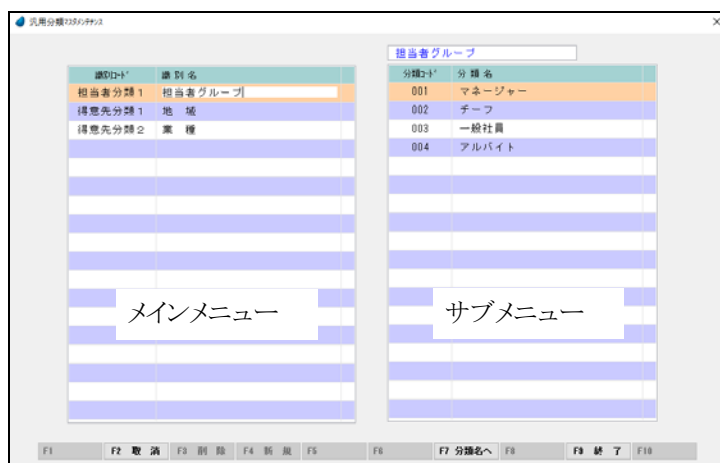 汎用分類ﾏｽﾀﾒﾝﾃﾅﾝｽ
識別ｺｰﾄﾞ 識別名
担当者分類1 担当者グループ
得意先分類1 地 域
得意先分類2 業 種
メインメニュー
担当者グループ
分類ｺｰﾄﾞ 分類名
001 マネージャー
002 チーフ
003 一般社員
004 アルバイト
サブメニュー
F1 F2 取 消 F3 削 除 F4 新 規 F5 F6 F7 分類名へ F8 F9 終 了 F10